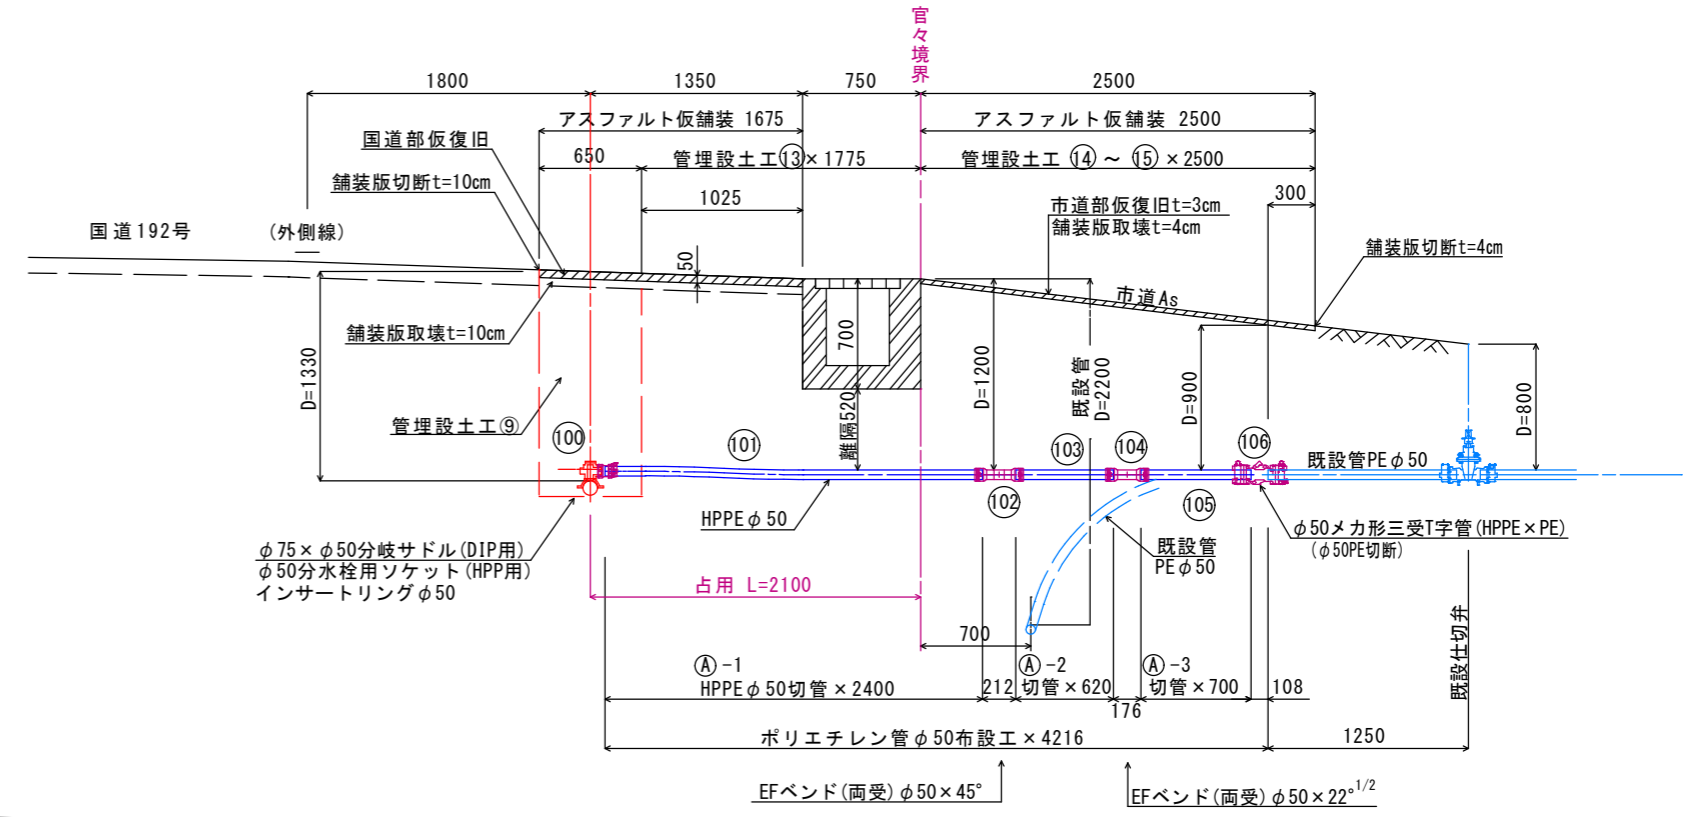 官々境界
1800
1350
750
2500
アスファルト仮舗装 1675
アスファルト仮舗装 2500
国道部仮復旧
650
管埋設土工⑬×1775
管埋設土工 ⑭ ~ ⑮ ×2500
舗装版切断t=10cm
1025
300
市道部仮復旧t=3cm
舗装版取壊t=4cm
国道192号
(外側線)
舗装版切断t=4cm
50
市道As
舗装版取壊t=10cm
D=1330
700
D=1200
既設管
D=2200
D=900
D=800
管埋設土工⑨
離隔520
100
101
103
104
106
既設管PEφ50
102
105
HPPEφ50
φ50メカ形三受T字管(HPPE×PE)
(φ50PE切断)
既設管
PEφ50
φ75×φ50分岐サドル(DIP用)
φ50分水栓用ソケット(HPP用)
インサートリングφ50
占用 L=2100
700
既設仕切弁
Ⓐ-1
HPPEφ50切管×2400
212
Ⓐ-2
切管×620
176
Ⓐ-3
切管×700
108
ポリエチレン管φ50布設工×4216
1250
EFベンド(両受)φ50×45°
EFベンド(両受)φ50×22°1/2